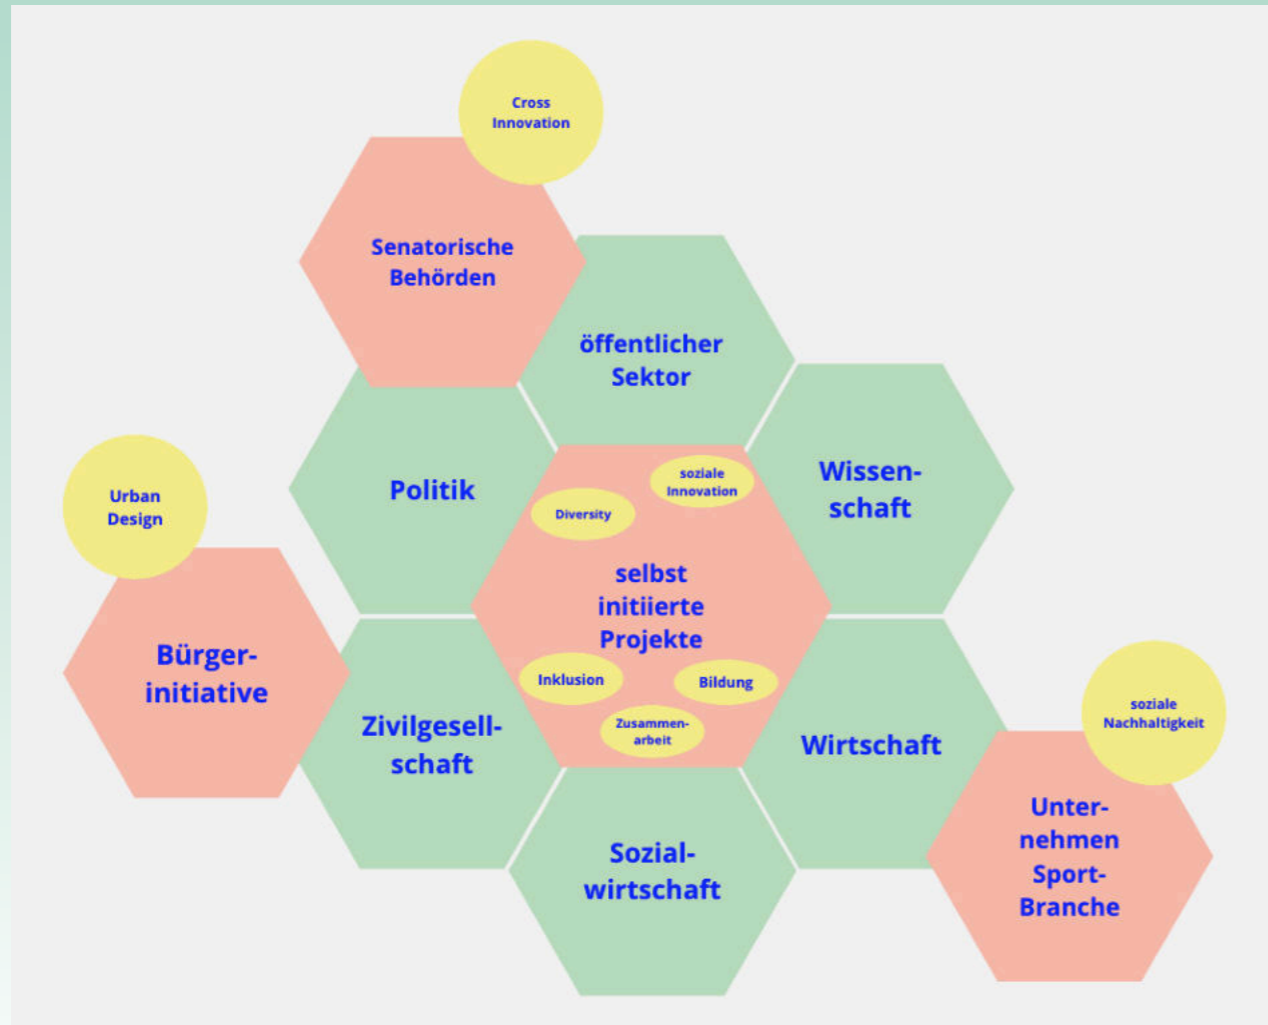 Cross
Innovation
Senatorische
Behörden
öffentlicher
Sektor
Politik
Wissen-
schaft
Urban
Design
soziale
Innovation
Diversity
selbst
initiierte
Projekte
Inklusion
Bildung
Zusammen-
arbeit
Bürger-
initiative
Zivilgesell-
schaft
Wirtschaft
soziale
Nachhaltigkeit
Unter-
nehmen
Sport-
Branche
Sozial-
wirtschaft